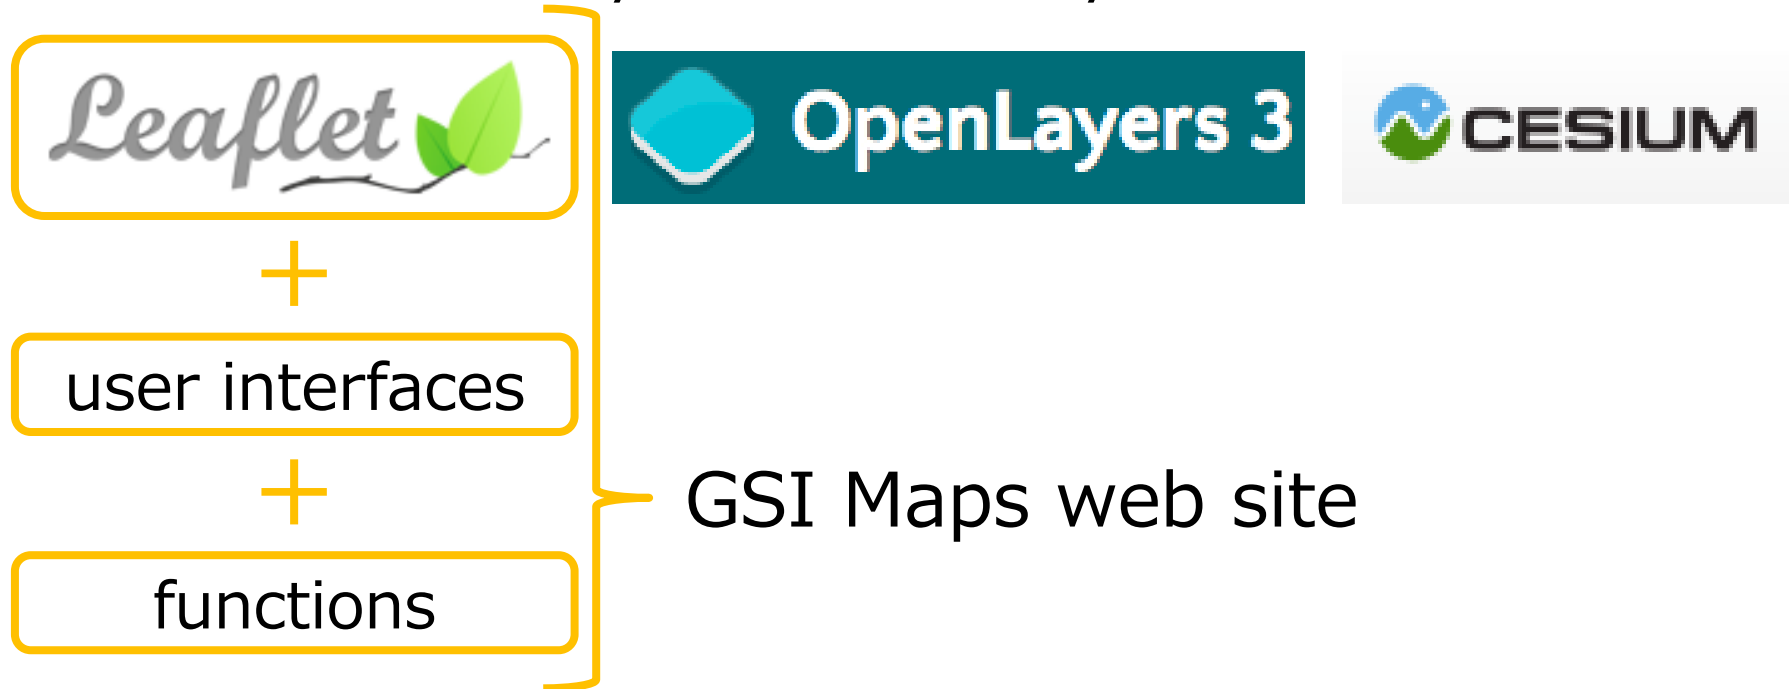 Leaflet
OpenLayers 3
CESIUM
+
user interfaces
+
GSI Maps web site
functions